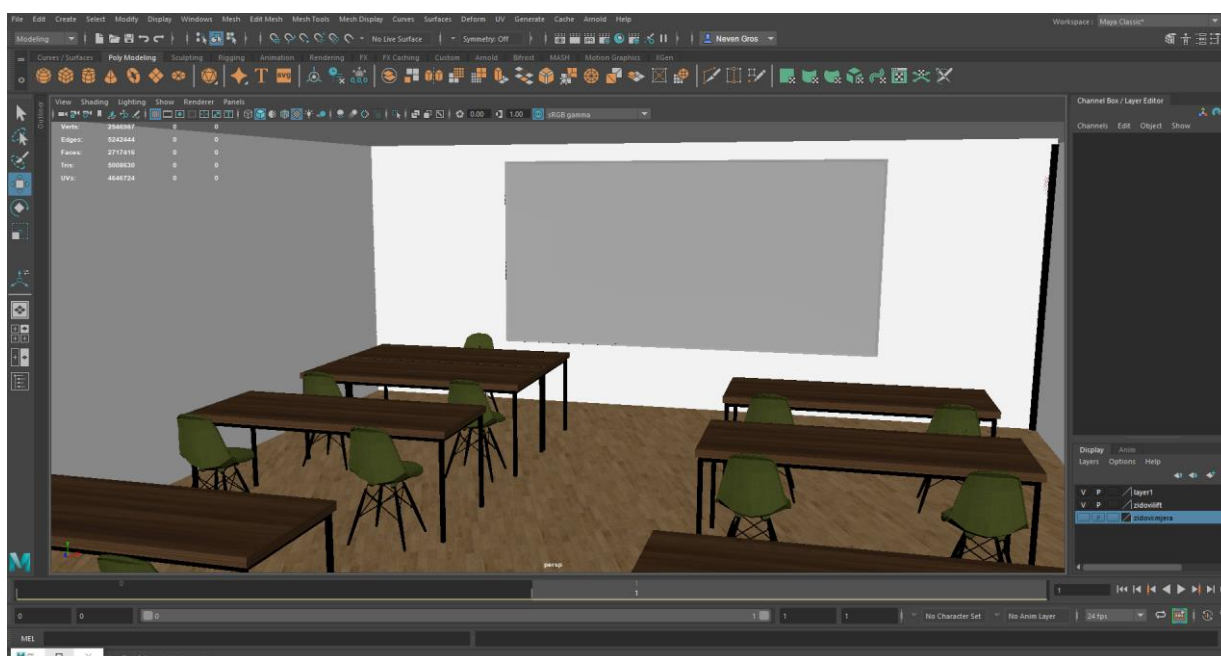 File Edit Create Select Modify Display Windows Mesh Edit Mesh Mesh Tools Mesh Display Curves Surfaces Deform UV Generate Cache Arnold Help
Workspace: Maya Classic*
Modeling
No Live Surface
Symmetry: Off
Neven Gros
Curves / Surfaces Poly Modeling Sculpting Rigging Animation Rendering FX FX Caching Custom Arnold Bifrost MASH Motion Graphics XGen
T
SVG
View Shading Lighting Show Renderer Panels
0.00 1.00 sRGB gamma
Channel Box / Layer Editor
Channels Edit Object Show
Verts: 2546987 0 0
Edges: 5242444 0 0
Faces: 2717416 0 0
Tris: 5008630 0 0
UVs: 4646724 0 0
persp
Display Anim
Layers Options Help
V P layer1
V P zidovilift
P zidovicmjera
0 1
1
1
0 0 0 1 1 1
No Character Set No Anim Layer 24 fps
MEL